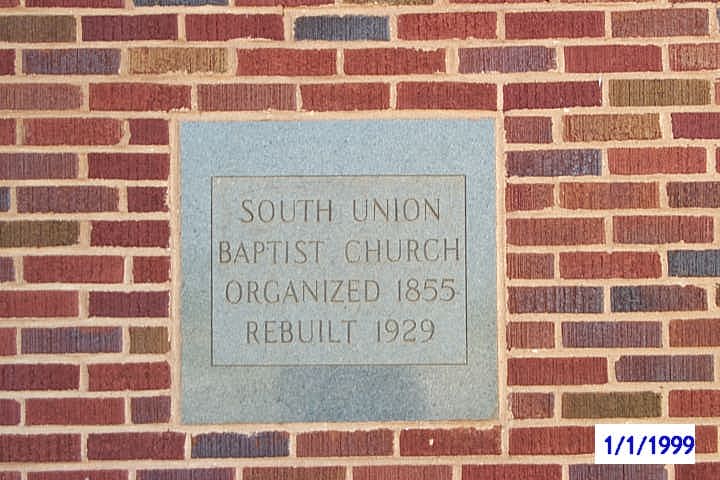 SOUTH UNION
BAPTIST CHURCH
ORGANIZED 1855
REBUILT 1929
1/1/1999